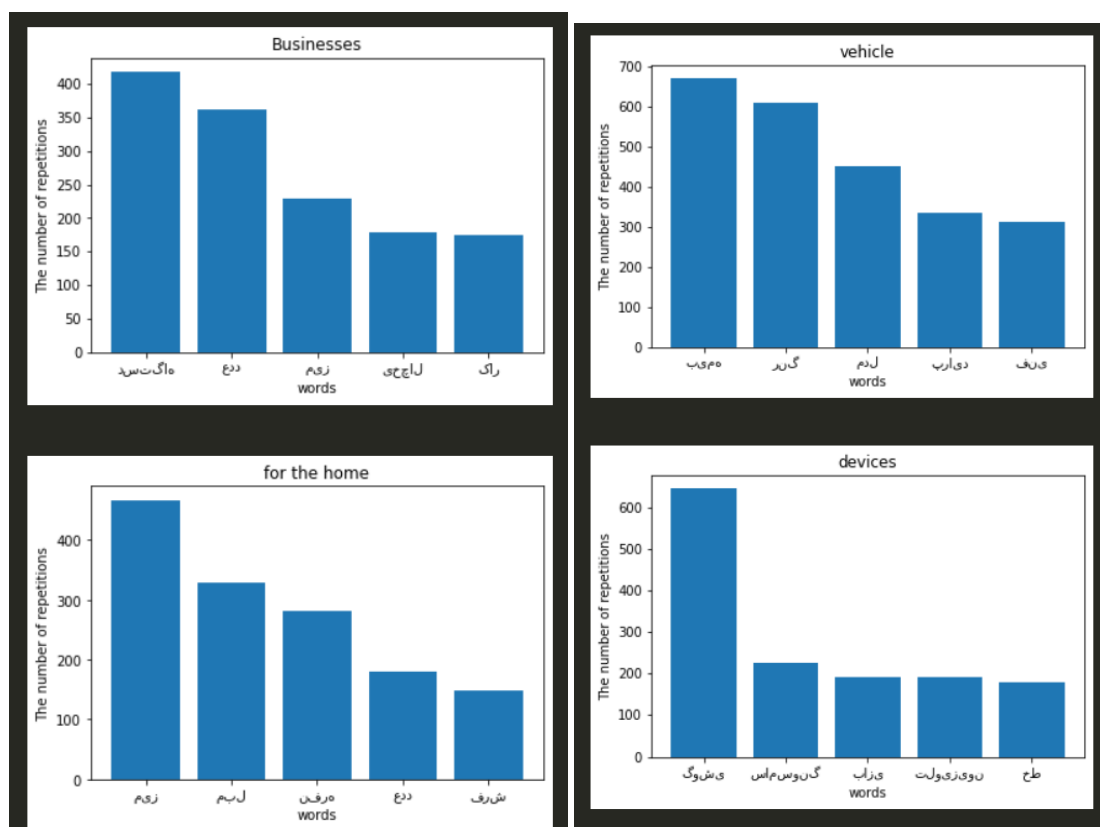 Businesses
The number of repetitions
400
350
300
250
200
150
100
50
0
دستگاه عدد میز یخچال کار
words
vehicle
The number of repetitions
700
600
500
400
300
200
100
0
بیمه رنگ مدل پراید فنی
words
for the home
The number of repetitions
400
300
200
100
0
میز مبل نفره عدد فرش
words
devices
The number of repetitions
600
500
400
300
200
100
0
گوشی سامسونگ بازی تلویزیون خط
words